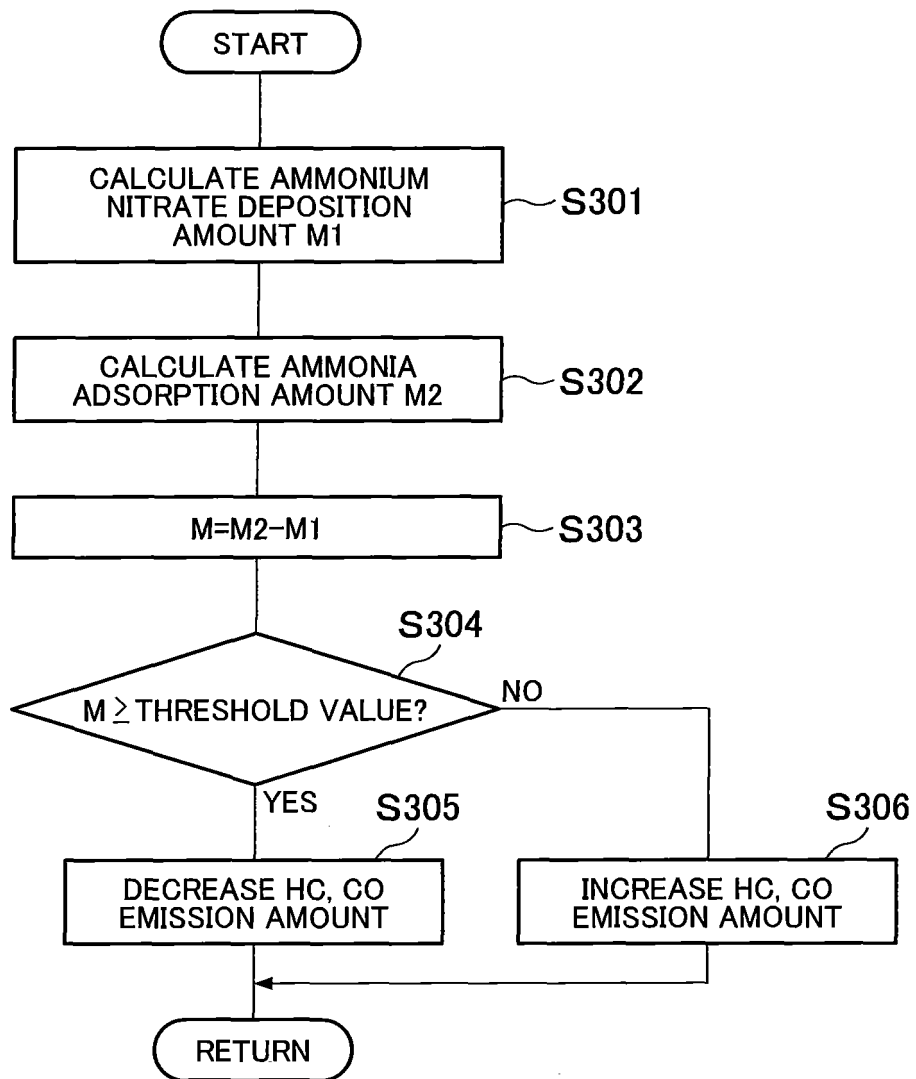 START
CALCULATE AMMONIUM
NITRATE DEPOSITION
AMOUNT M1
S301
CALCULATE AMMONIA
ADSORPTION AMOUNT M2
S302
M=M2-M1
S303
S304
M ≥ THRESHOLD VALUE?
NO
YES
S305
S306
DECREASE HC, CO
EMISSION AMOUNT
INCREASE HC, CO
EMISSION AMOUNT
RETURN